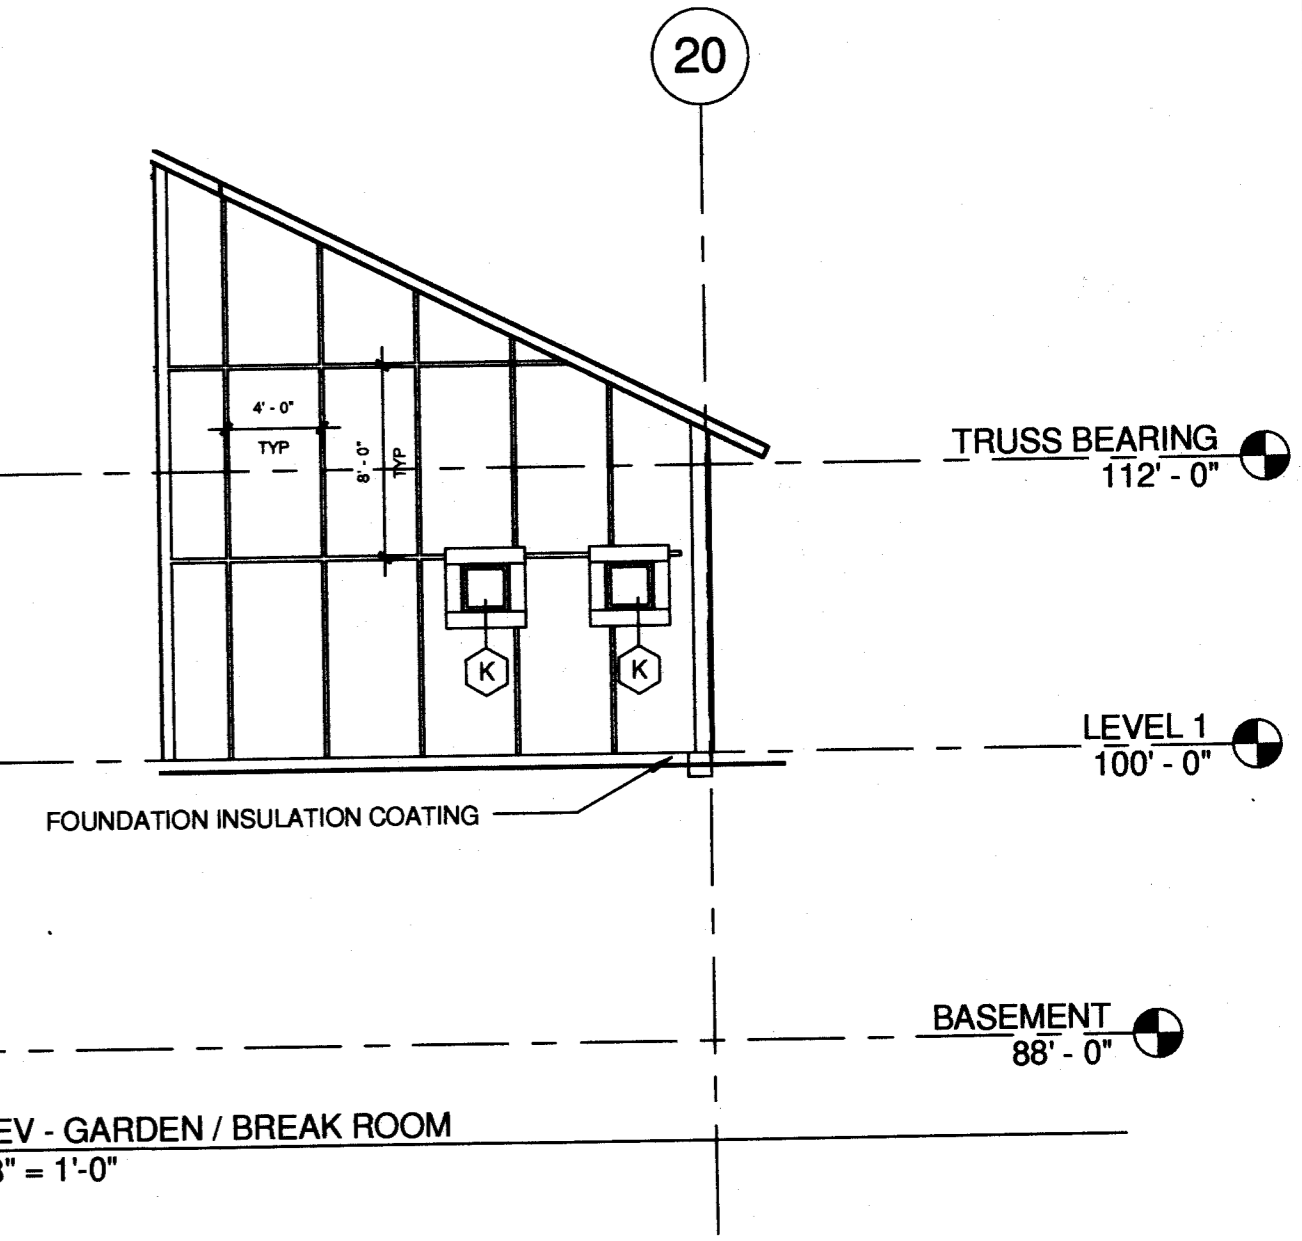 20
4' - 0"
TYP
8' - 0"
TYP
TRUSS BEARING
112' - 0"
K
K
LEVEL 1
100' - 0"
FOUNDATION INSULATION COATING
BASEMENT
88' - 0"
EV - GARDEN / BREAK ROOM
" = 1'-0"